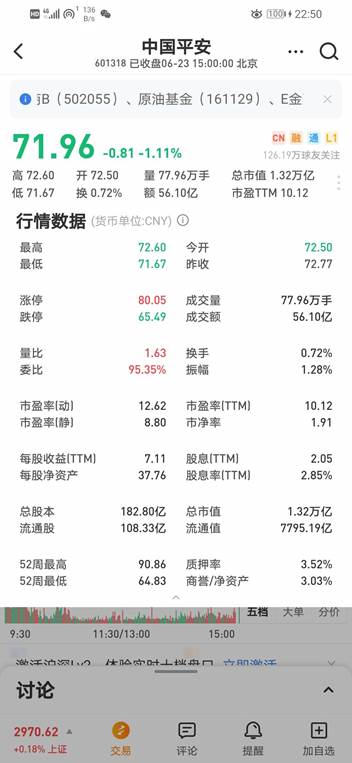 HD 4G 1 136 B/s 100 22:50
中国平安
601318 已收盘06-23 15:00:00 北京
B（502055）、原油基金（161129）、E金
71.96 -0.81 -1.11% CN 融 通 L1
126.19万球友关注
高 72.60 开 72.50 量 77.96万手 总市值 1.32万亿
低 71.67 换 0.72% 额 56.10亿 市盈TTM 10.12
行情数据 (货币单位:CNY)
最高 72.60 今开 72.50
最低 71.67 昨收 72.77
涨停 80.05 成交量 77.96万手
跌停 65.49 成交额 56.10亿
量比 1.63 换手 0.72%
委比 95.35% 振幅 1.28%
市盈率(动) 12.62 市盈率(TTM) 10.12
市盈率(静) 8.80 市净率 1.91
每股收益(TTM) 7.11 股息(TTM) 2.05
每股净资产 37.76 股息率(TTM) 2.85%
总股本 182.80亿 总市值 1.32万亿
流通股 108.33亿 流通值 7795.19亿
52周最高 90.86 质押率 3.52%
52周最低 64.83 商誉/净资产 3.03%
五档 大单 分价
9:30 11:30/13:00 15:00
激活沪深Lv2，体验实时十档盘口 立即激活
讨论
2970.62
+0.18% 上证
交易 评论 提醒 加自选